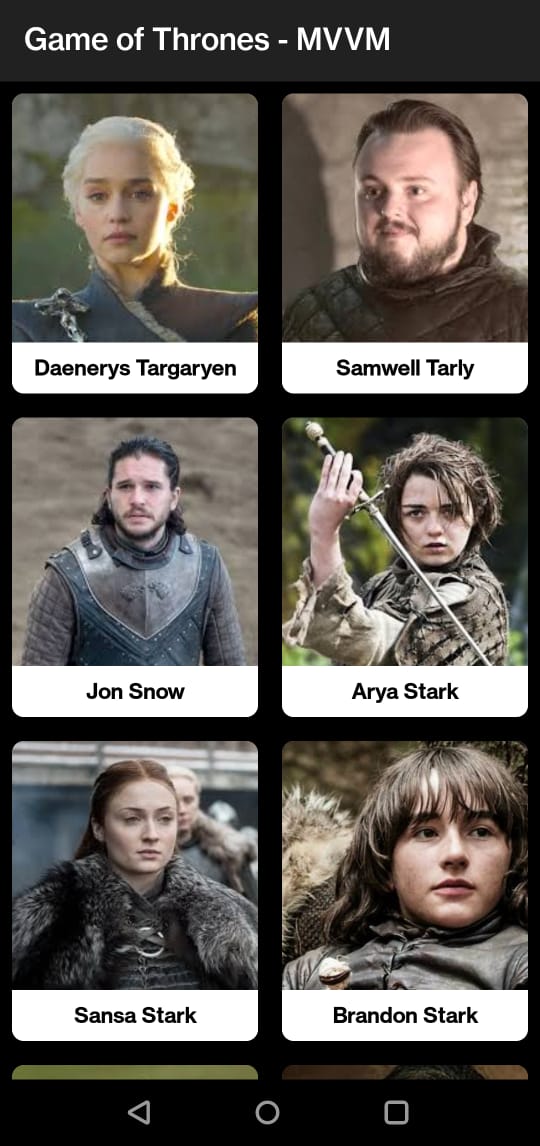 Game of Thrones - MVVM
Daenerys Targaryen
Samwell Tarly
Jon Snow
Arya Stark
Sansa Stark
Brandon Stark